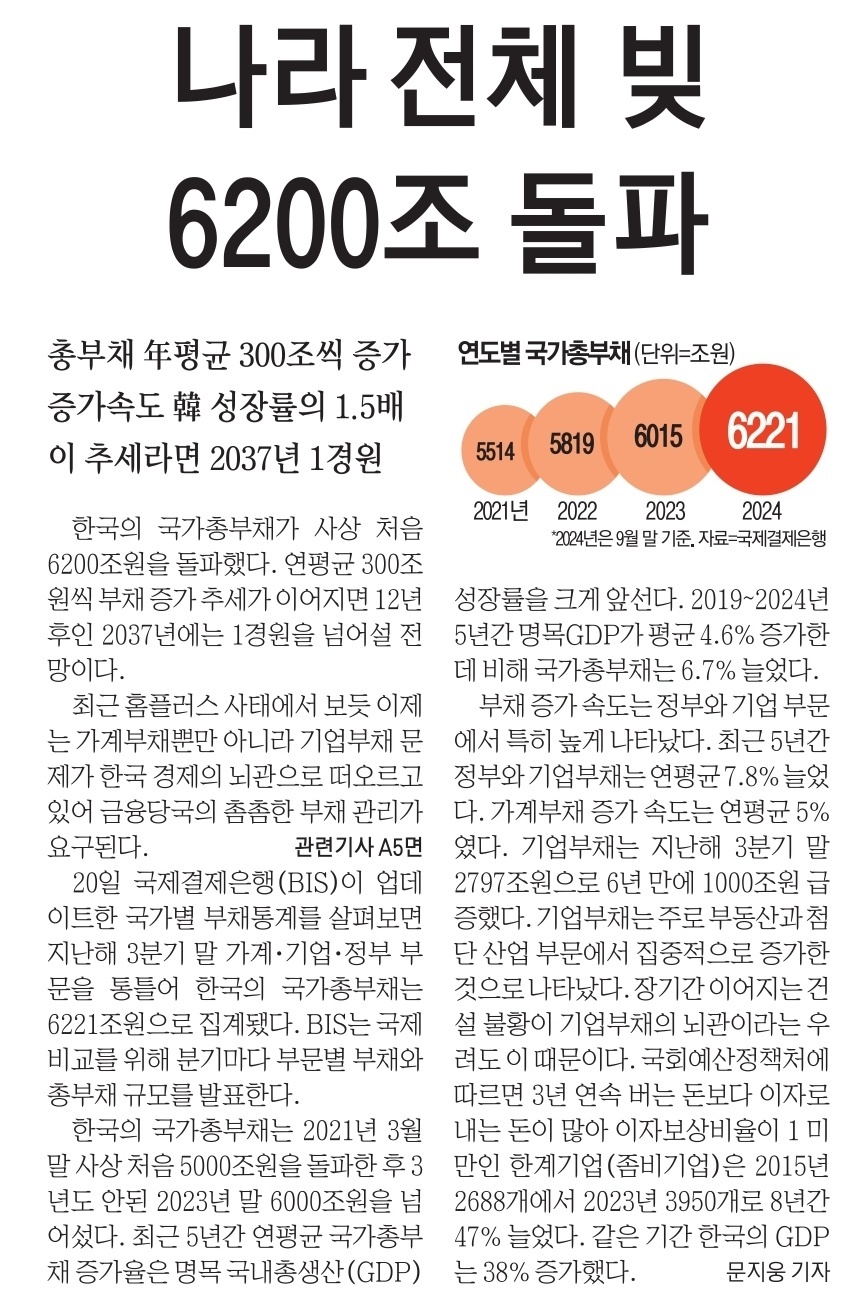 나라 전체 빚
6200조 돌파
총부채 年평균 300조씩 증가
증가속도 韓 성장률의 1.5배
이 추세라면 2037년 1경원
연도별 국가총부채 (단위=조원)
5514 5819 6015 6221
2021년 2022 2023 2024
*2024년은 9월 말 기준. 자료=국제결제은행
한국의 국가총부채가 사상 처음
6200조원을 돌파했다. 연평균 300조
원씩 부채 증가 추세가 이어지면 12년
후인 2037년에는 1경원을 넘어설 전
망이다.
최근 홈플러스 사태에서 보듯 이제
는 가계부채뿐만 아니라 기업부채 문
제가 한국 경제의 뇌관으로 떠오르고
있어 금융당국의 촘촘한 부채 관리가
요구된다. 관련기사 A5면
20일 국제결제은행(BIS)이 업데
이트한 국가별 부채통계를 살펴보면
지난해 3분기 말 가계·기업·정부 부
문을 통틀어 한국의 국가총부채는
6221조원으로 집계됐다. BIS는 국제
비교를 위해 분기마다 부문별 부채와
총부채 규모를 발표한다.
한국의 국가총부채는 2021년 3월
말 사상 처음 5000조원을 돌파한 후 3
년도 안된 2023년 말 6000조원을 넘
어섰다. 최근 5년간 연평균 국가총부
채 증가율은 명목 국내총생산(GDP)
성장률을 크게 앞선다. 2019~2024년
5년간 명목GDP가 평균 4.6% 증가한
데 비해 국가총부채는 6.7% 늘었다.
부채 증가 속도는 정부와 기업 부문
에서 특히 높게 나타났다. 최근 5년간
정부와 기업부채는 연평균 7.8% 늘었
다. 가계부채 증가 속도는 연평균 5%
였다. 기업부채는 지난해 3분기 말
2797조원으로 6년 만에 1000조원 급
증했다. 기업부채는 주로 부동산과 첨
단 산업 부문에서 집중적으로 증가한
것으로 나타났다. 장기간 이어지는 건
설 불황이 기업부채의 뇌관이라는 우
려도 이 때문이다. 국회예산정책처에
따르면 3년 연속 버는 돈보다 이자로
내는 돈이 많아 이자보상비율이 1 미
만인 한계기업(좀비기업)은 2015년
2688개에서 2023년 3950개로 8년간
47% 늘었다. 같은 기간 한국의 GDP
는 38% 증가했다. 문지웅 기자